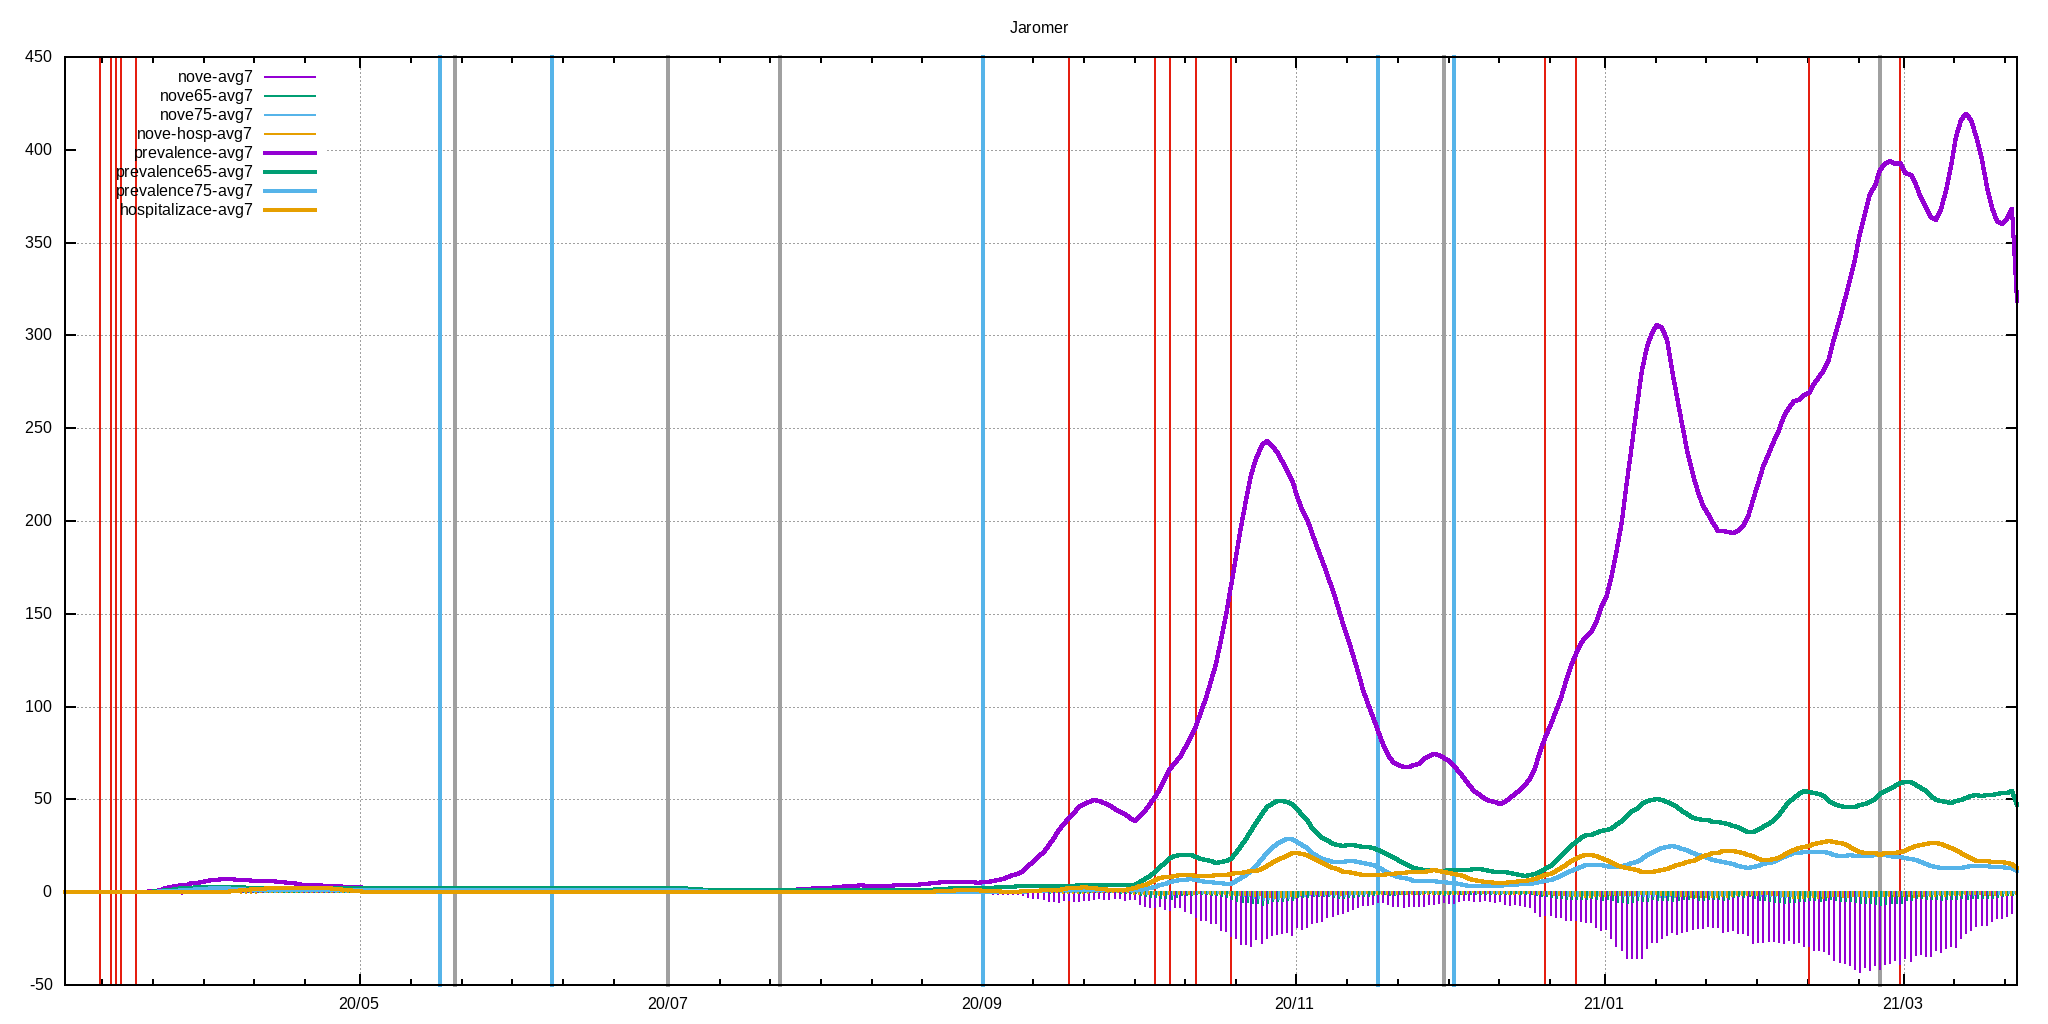 Jaromer
450
400
350
300
250
200
150
100
50
0
-50
nove-avg7
nove65-avg7
nove75-avg7
nove-hosp-avg7
prevalence-avg7
prevalence65-avg7
prevalence75-avg7
hospitalizace-avg7
20/05
20/07
20/09
20/11
21/01
21/03